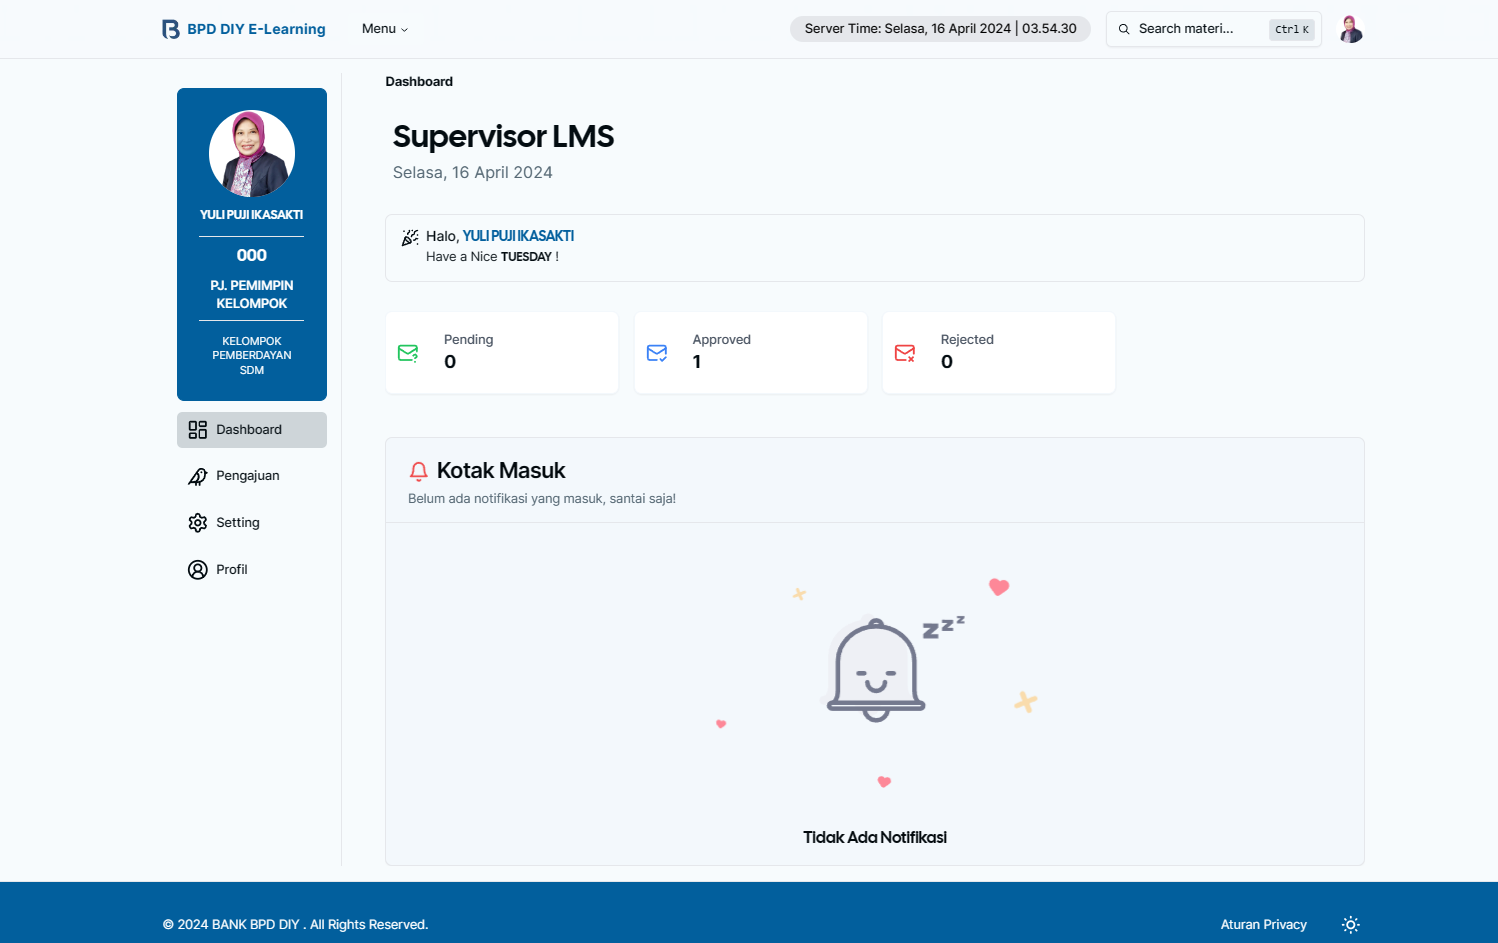 BPD DIY E-Learning
Menu
Server Time: Selasa, 16 April 2024 | 03.54.30
Search materi...
Ctrl K
YULI PUJI IKASAKTI
000
PJ. PEMIMPIN
KELOMPOK
KELOMPOK
PEMBERDAYAN
SDM
Dashboard
Pengajuan
Setting
Profil
Dashboard
Supervisor LMS
Selasa, 16 April 2024
Halo, YULI PUJI IKASAKTI
Have a Nice TUESDAY !
Pending
0
Approved
1
Rejected
0
Kotak Masuk
Belum ada notifikasi yang masuk, santai saja!
z z z
Tidak Ada Notifikasi
© 2024 BANK BPD DIY . All Rights Reserved.
Aturan Privacy